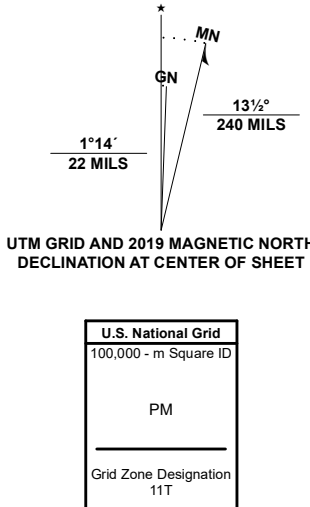 ★
MN
GN
13½°
240 MILS
1°14´
22 MILS
UTM GRID AND 2019 MAGNETIC NORTH
DECLINATION AT CENTER OF SHEET
U.S. National Grid
100,000 - m Square ID
PM
Grid Zone Designation
11T